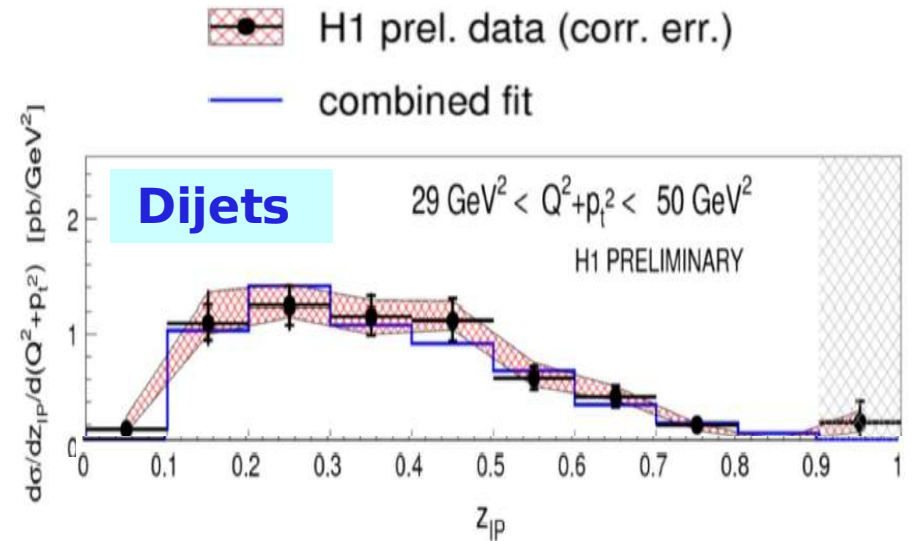 H1 prel. data (corr. err.)
combined fit
dσ/dz_IP/d(Q²+p_t²) [pb/GeV²]
Dijets
29 GeV² < Q²+p_t² < 50 GeV²
H1 PRELIMINARY
2
1
0
0 0.1 0.2 0.3 0.4 0.5 0.6 0.7 0.8 0.9 1
z_IP